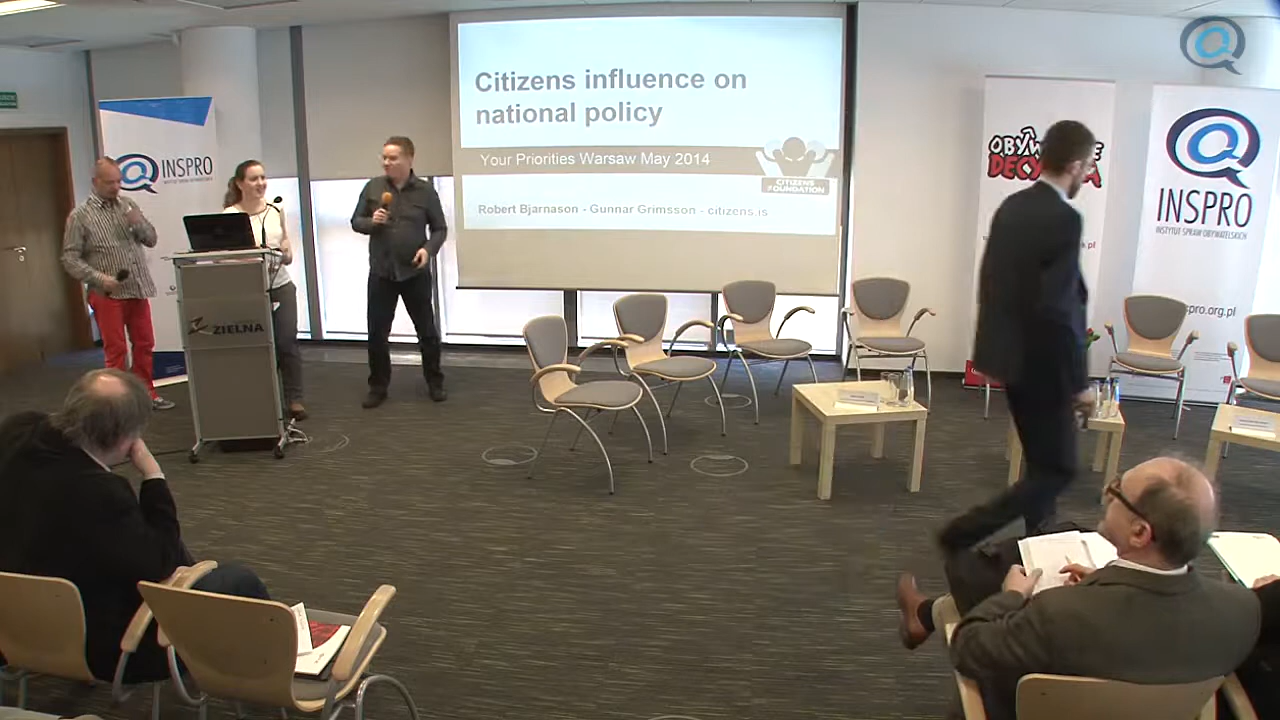 Citizens influence on
national policy
Your Priorities Warsaw May 2014
CITIZENS
FOUNDATION
Robert Bjarnason - Gunnar Grimsson - citizens.is
INSPRO
ZIELNA
INSPRO
INSTYTUT SPRAW OBYWATELSKICH
spro.org.pl